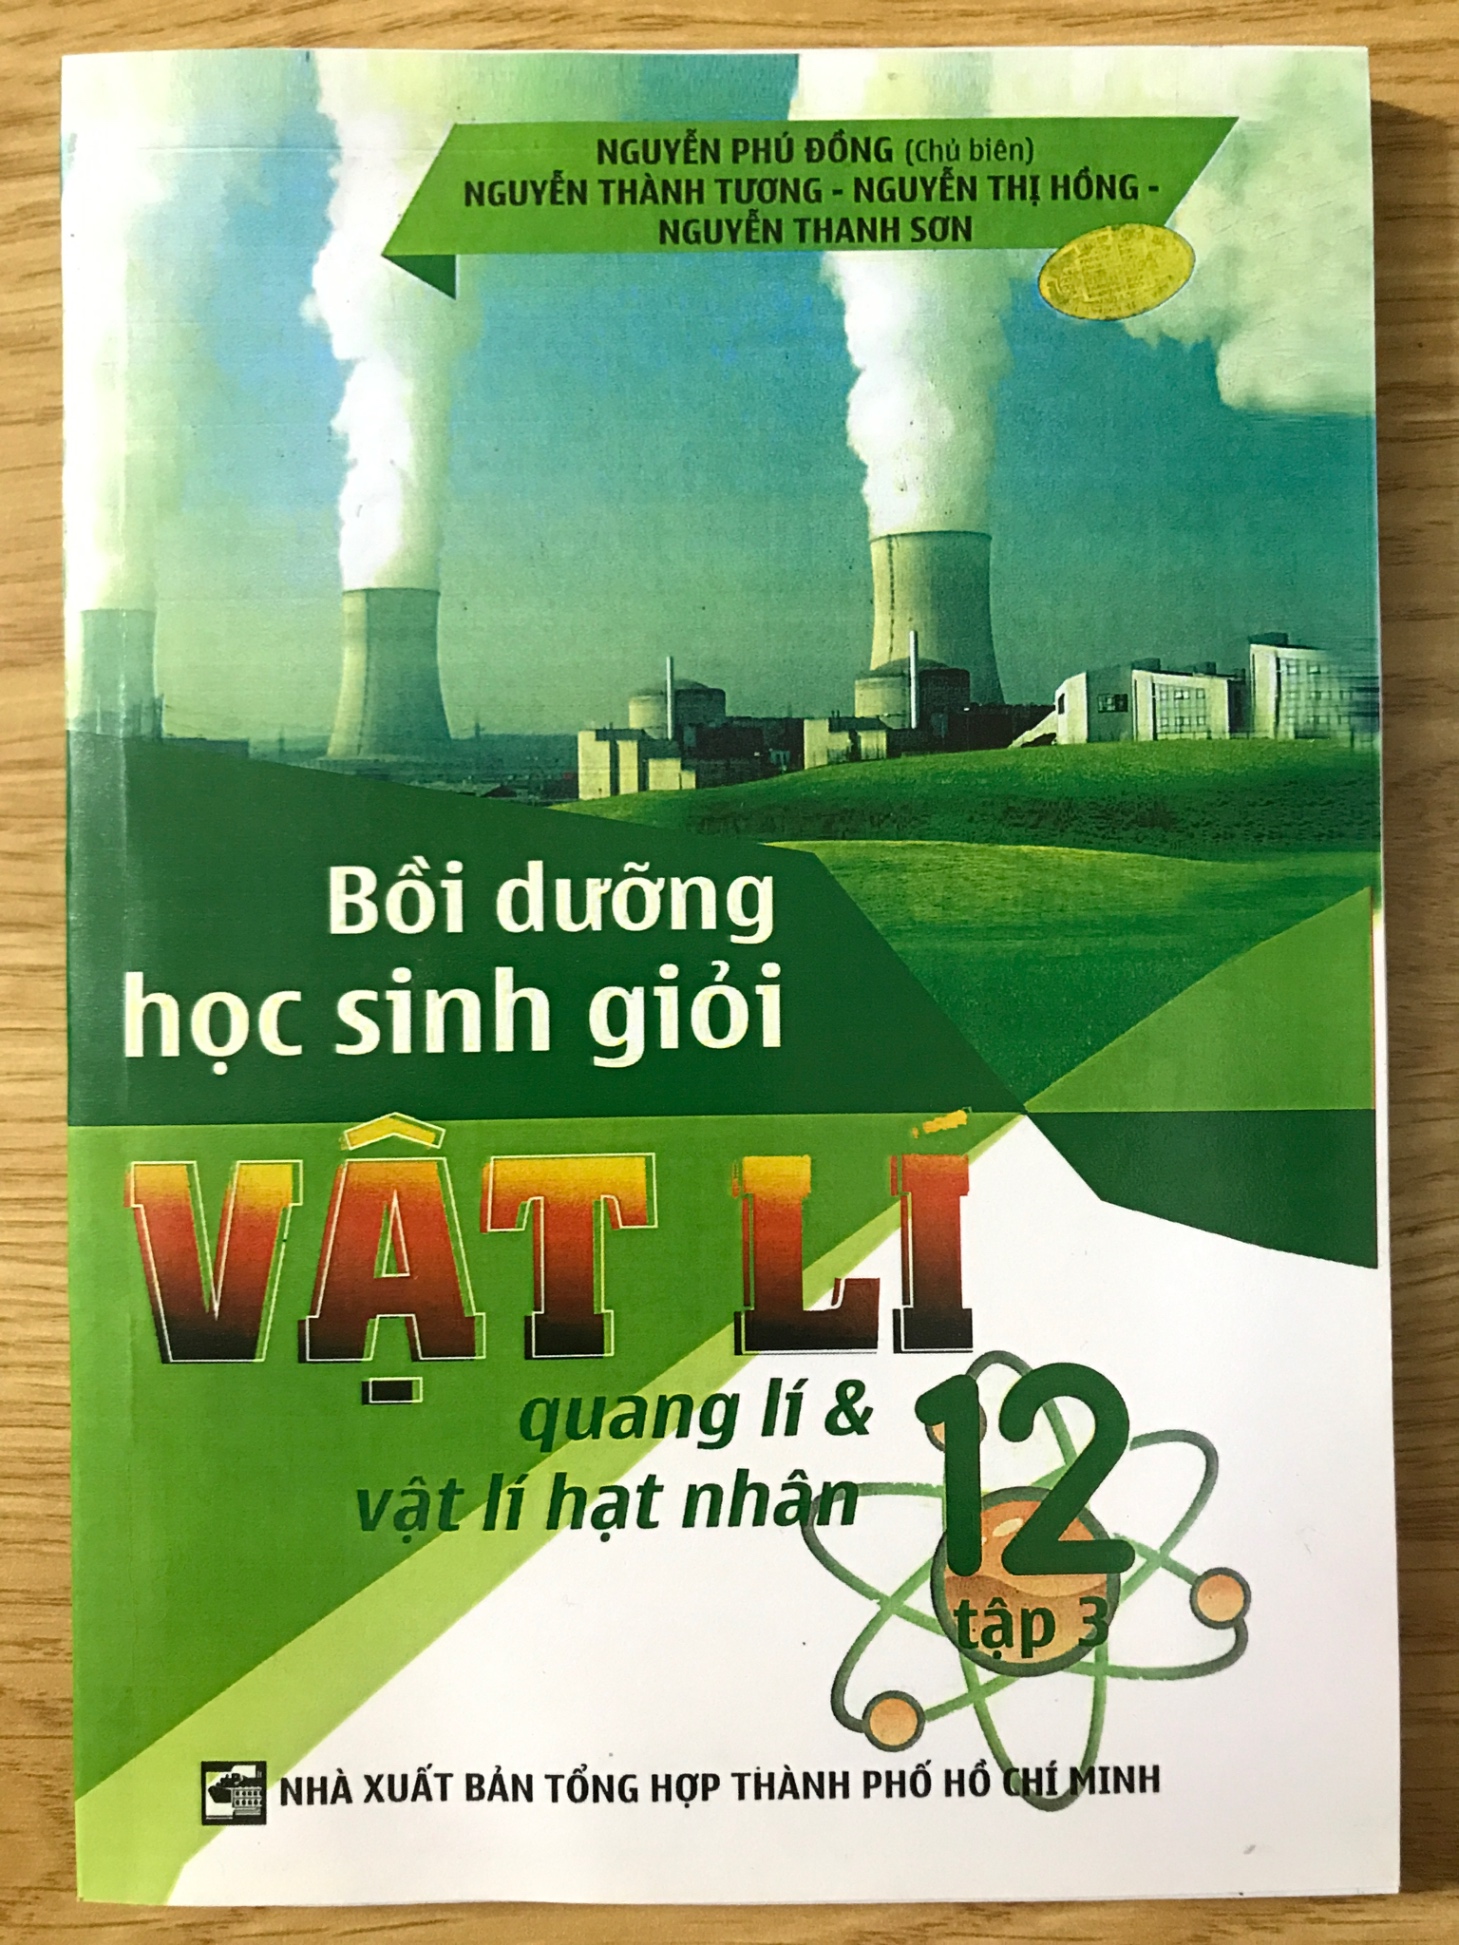 NGUYỄN PHÚ ĐỒNG (Chủ biên)
NGUYỄN THÀNH TƯƠNG - NGUYỄN THỊ HỒNG -
NGUYỄN THANH SƠN
Bồi dưỡng
học sinh giỏi
VẬT LÍ
quang lí &
vật lí hạt nhân
12
tập 3
NHÀ XUẤT BẢN TỔNG HỢP THÀNH PHỐ HỒ CHÍ MINH